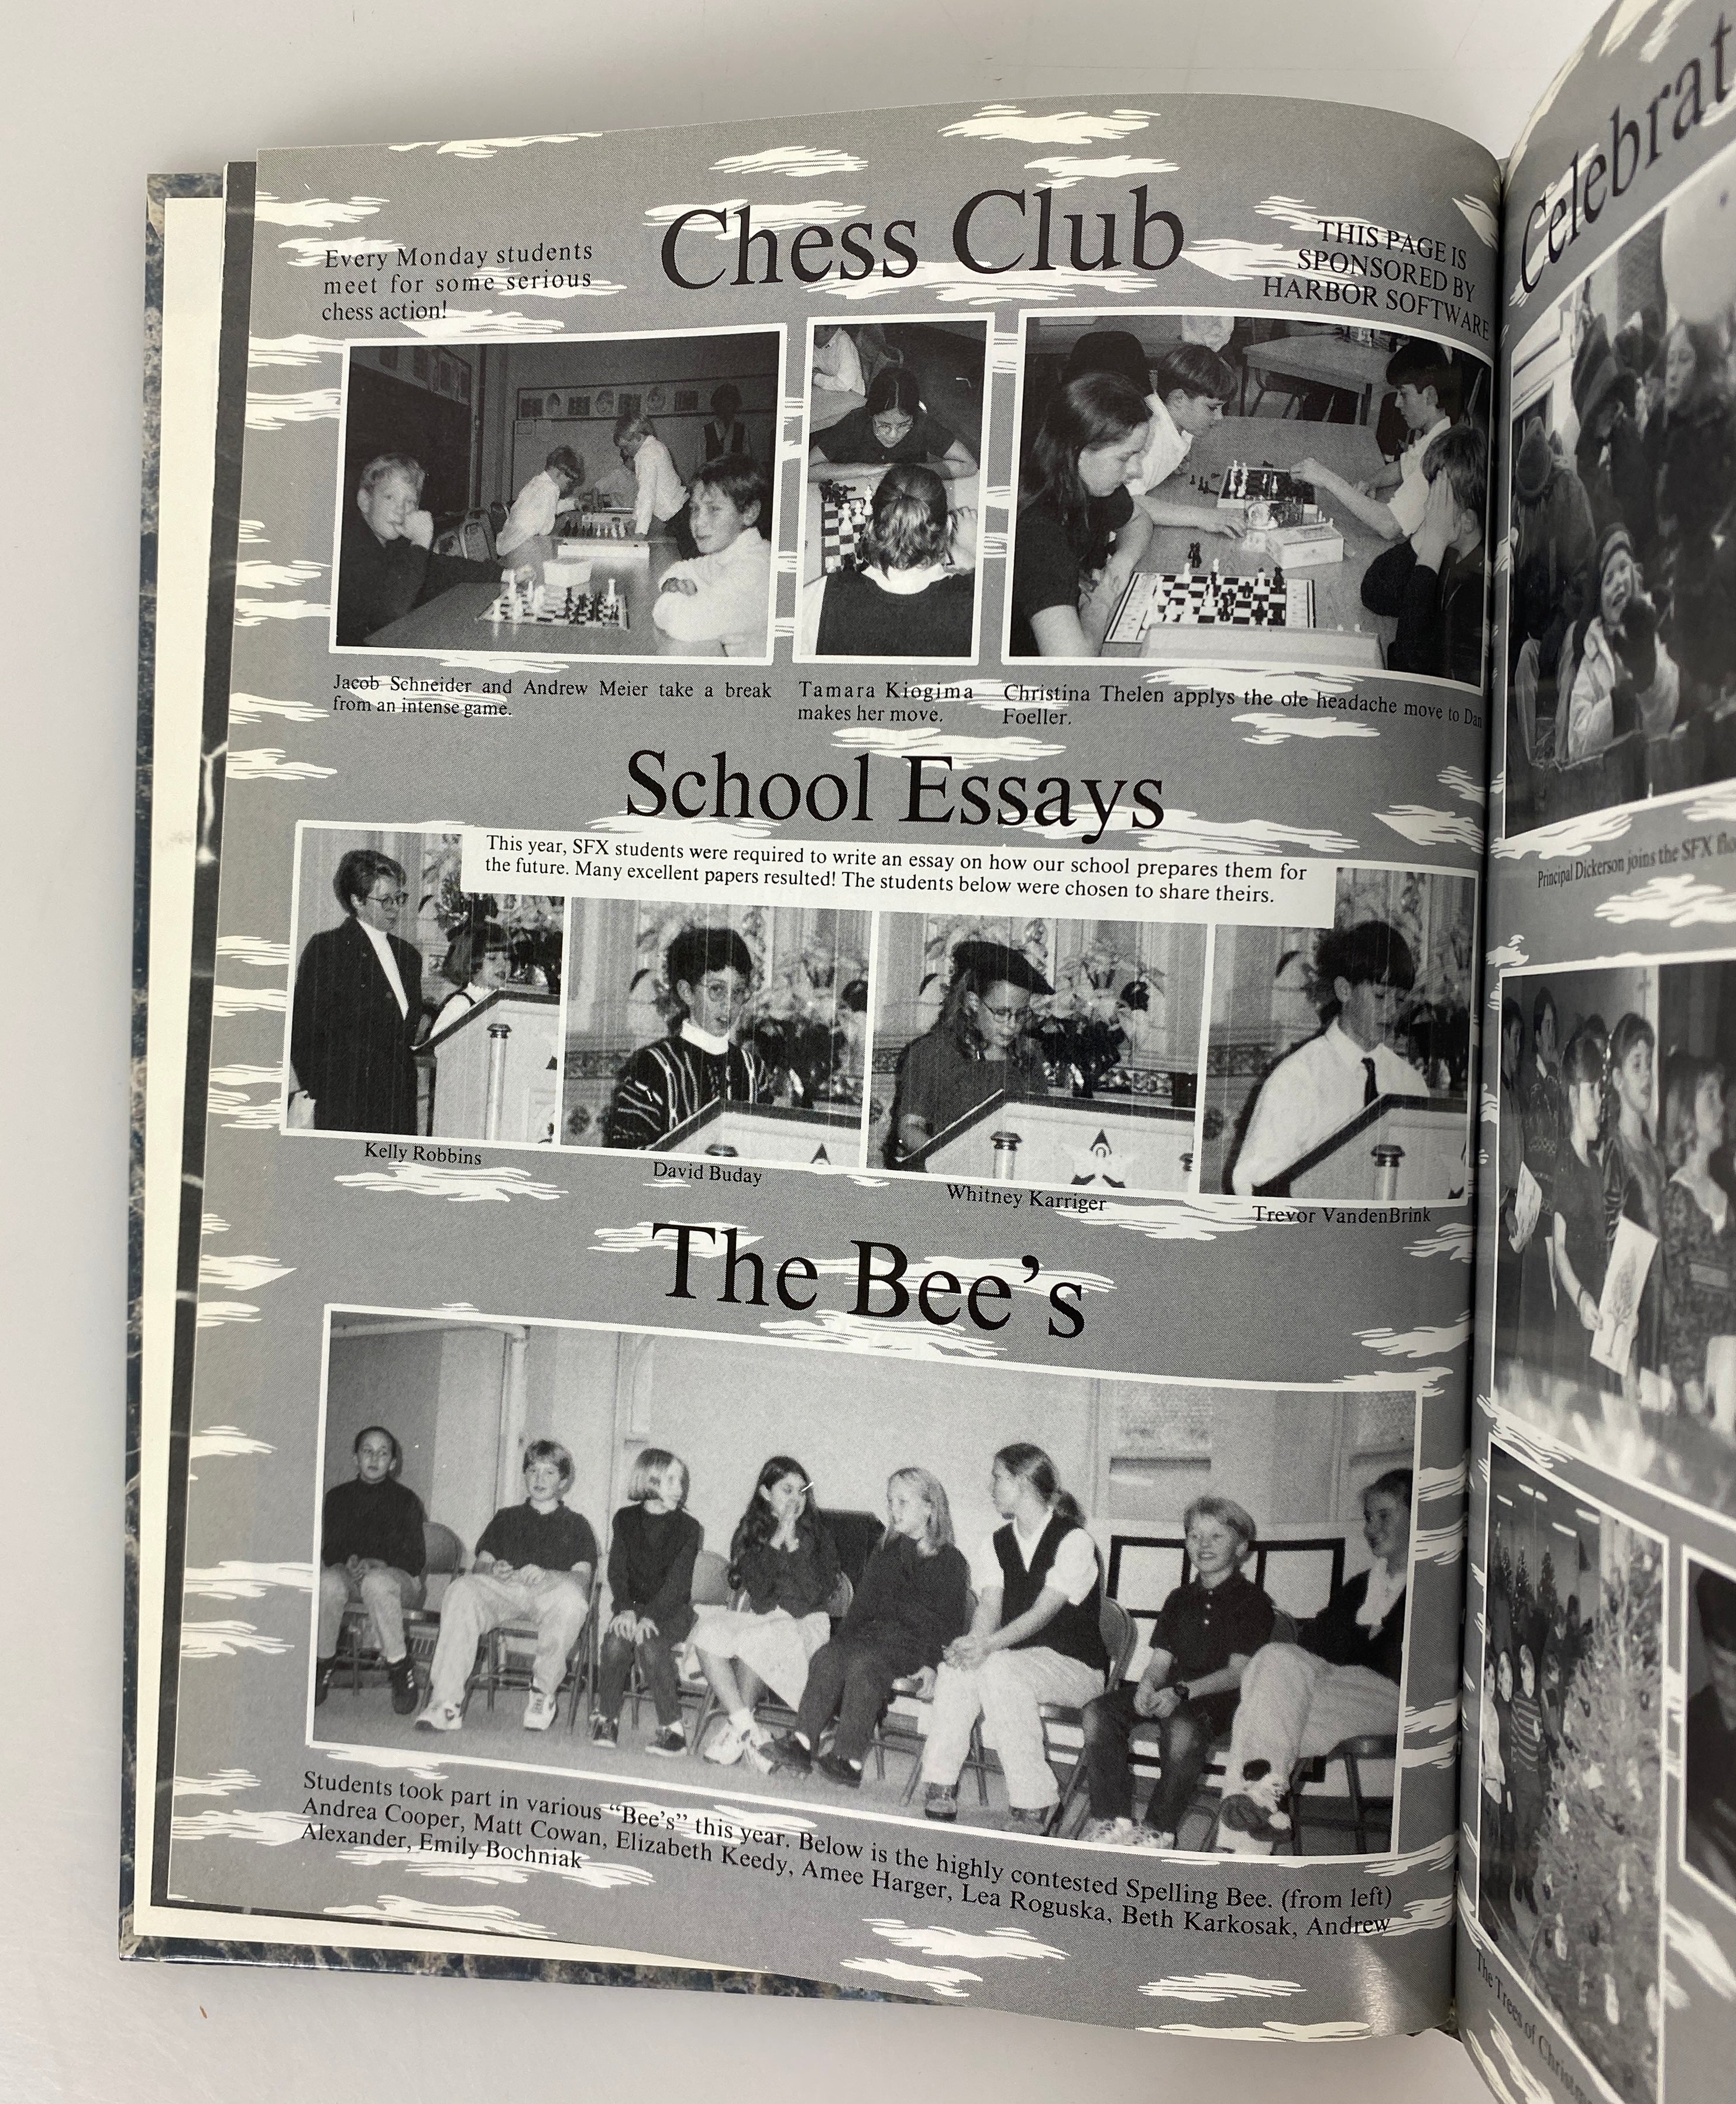 Every Monday students
meet for some serious
chess action!
Chess Club
THIS PAGE IS
SPONSORED BY
HARBOR SOFTWARE
Jacob Schneider and Andrew Meier take a break
from an intense game.
Tamara Kiogima
makes her move.
Christina Thelen applys the ole headache move to Dan
Foeller.
School Essays
This year, SFX students were required to write an essay on how our school prepares them for
the future. Many excellent papers resulted! The students below were chosen to share theirs.
Kelly Robbins
David Buday
Whitney Karriger
Trevor VandenBrink
The Bee's
Students took part in various "Bee's" this year. Below is the highly contested Spelling Bee. (from left)
Andrea Cooper, Matt Cowan, Elizabeth Keedy, Amee Harger, Lea Roguska, Beth Karkosak, Andrew
Alexander, Emily Bochniak
Celebrat
Principal Dickerson joins the SFX
The Trees of